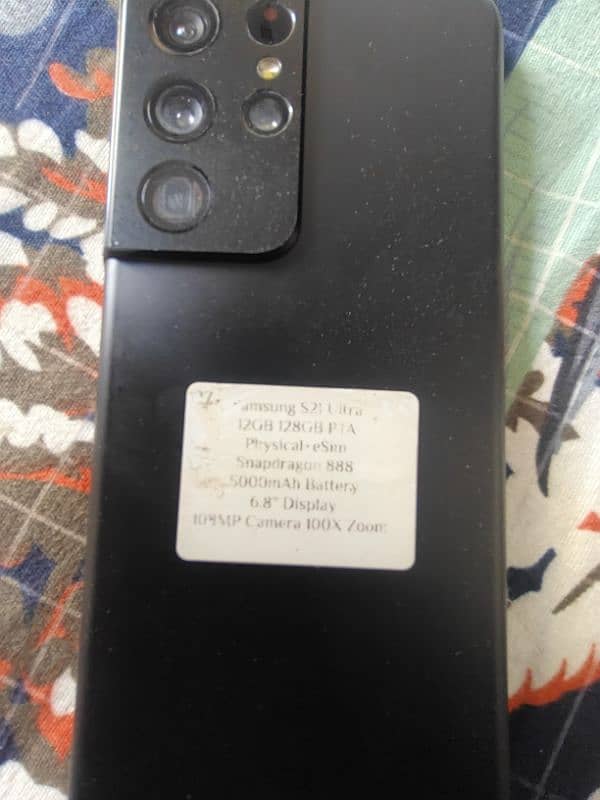 Samsung S21 Ultra
12GB 128GB PTA
Physical+eSim
Snapdragon 888
5000mAh Battery
6.8" Display
108MP Camera 100X Zoom